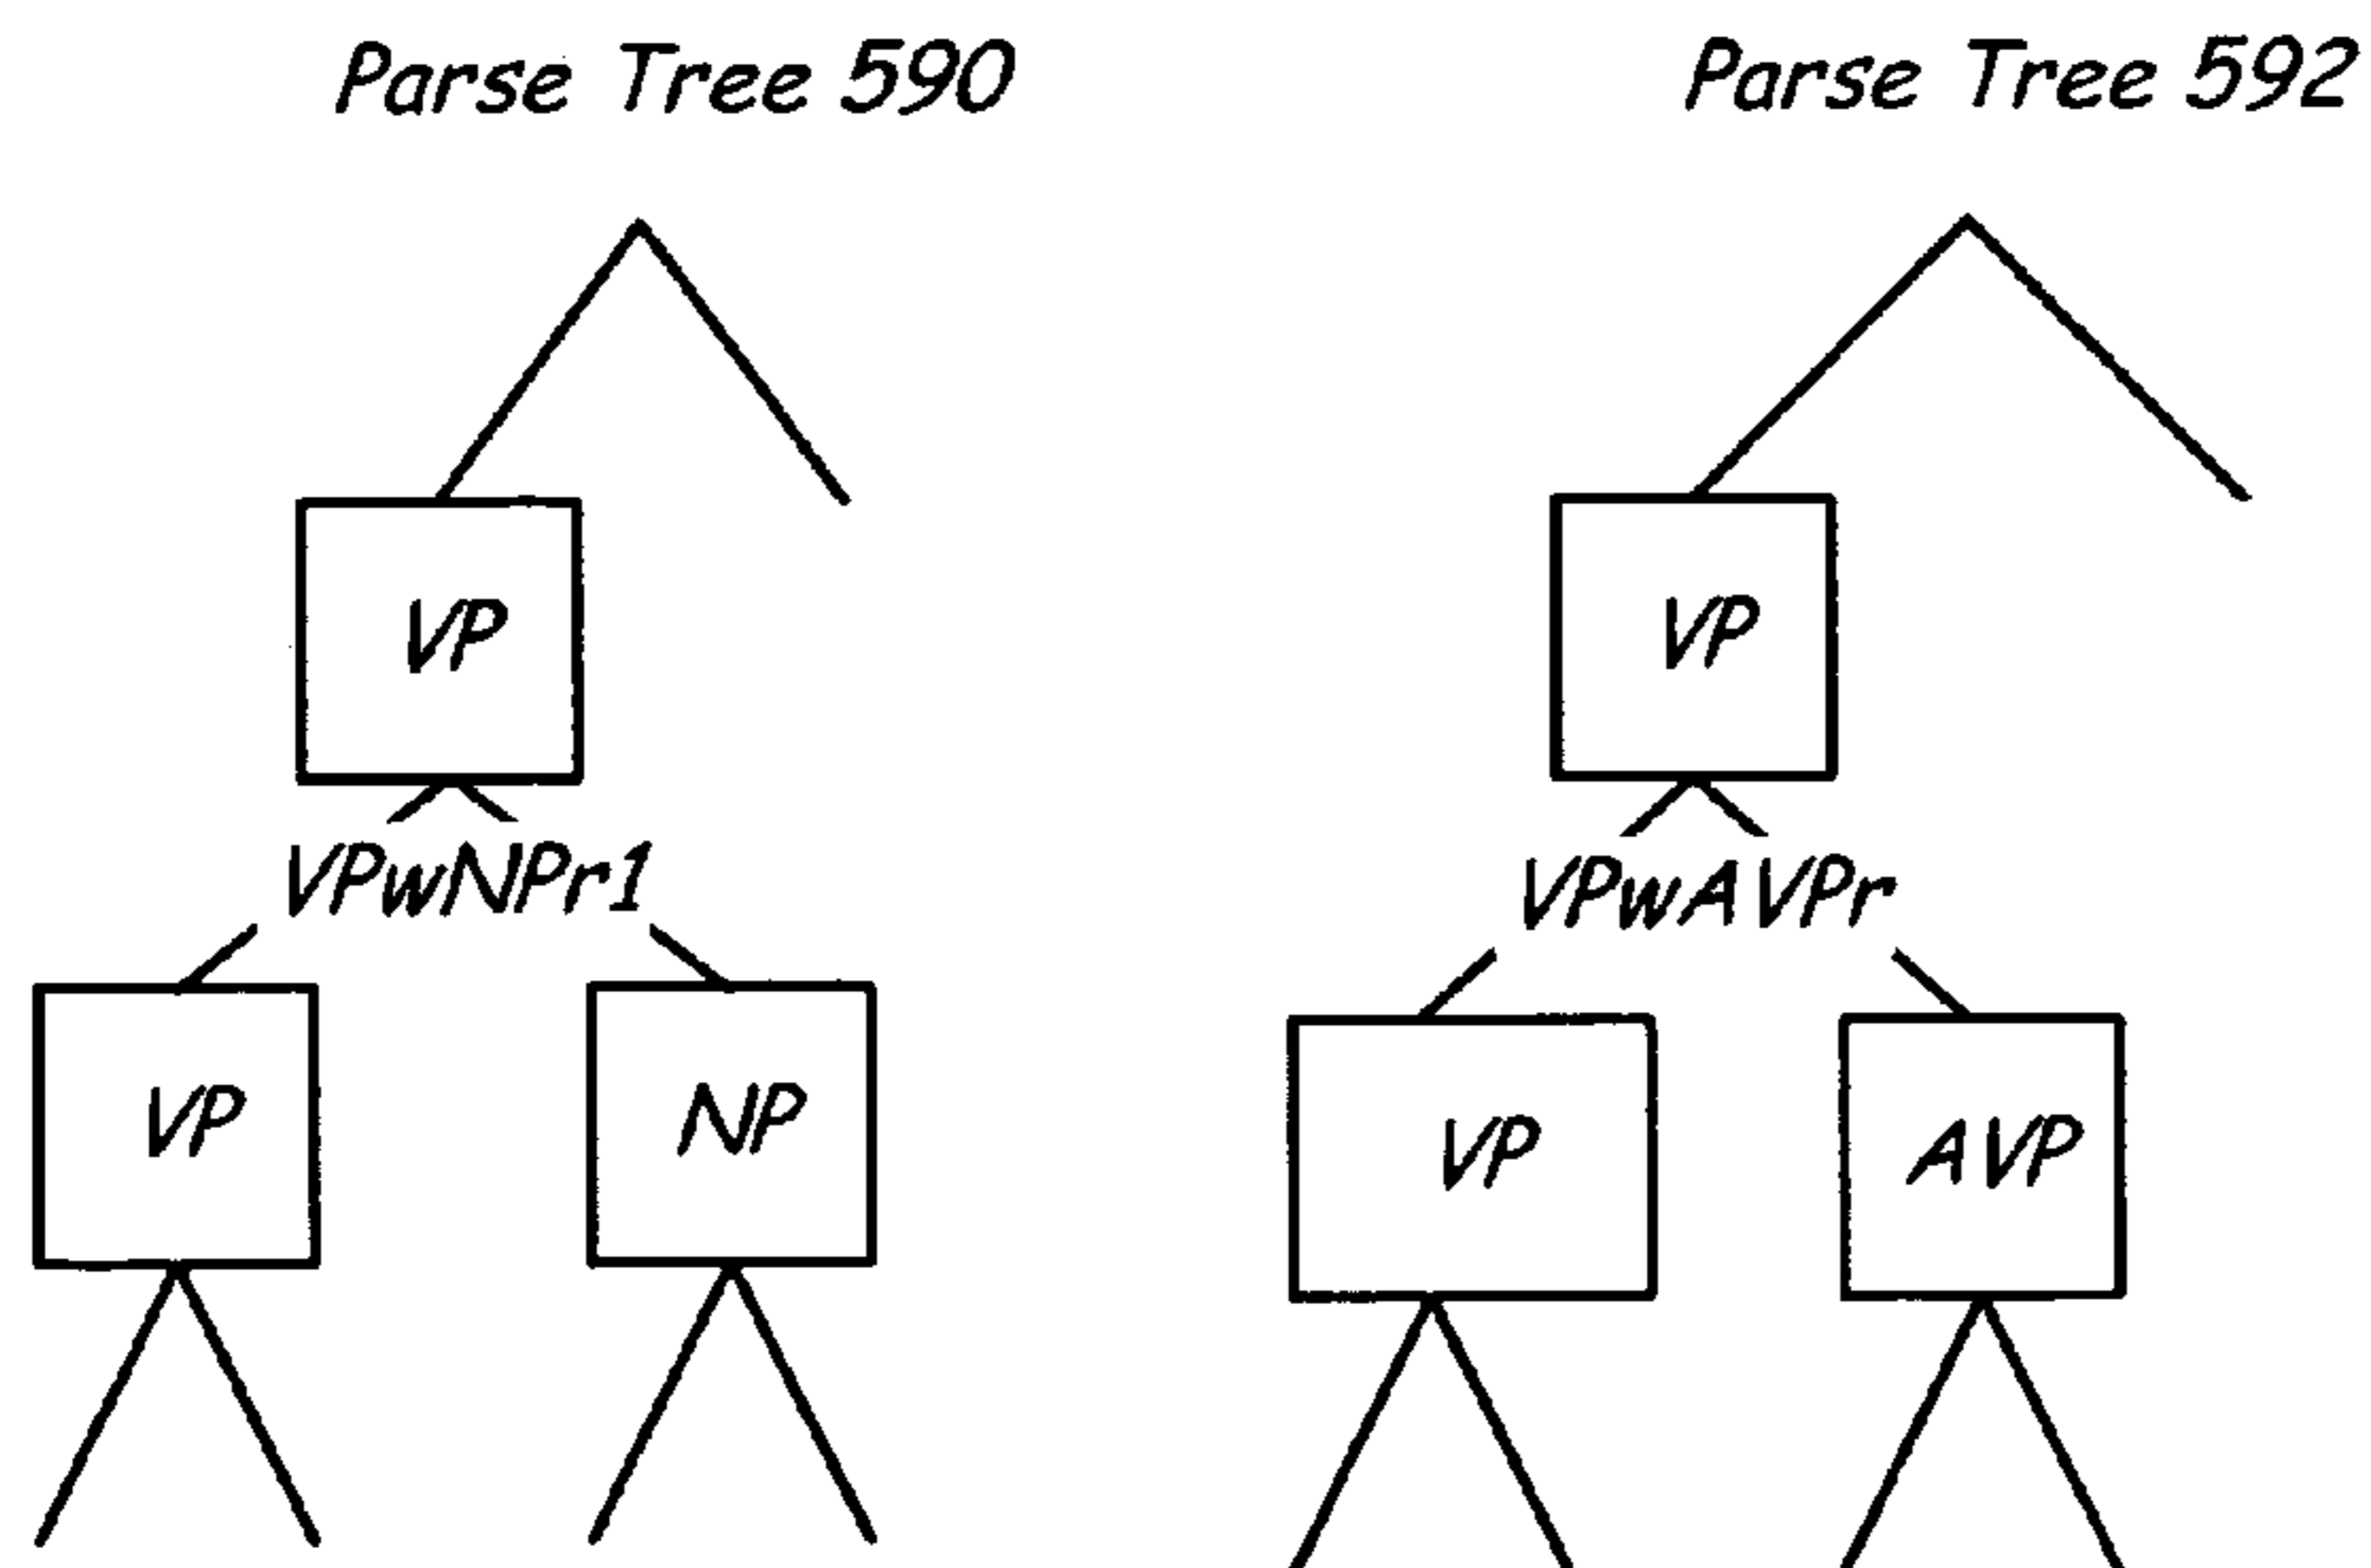 Parse Tree 590
VP
VPwNPr1
VP
NP
Parse Tree 592
VP
VPwAVPr
VP
AVP